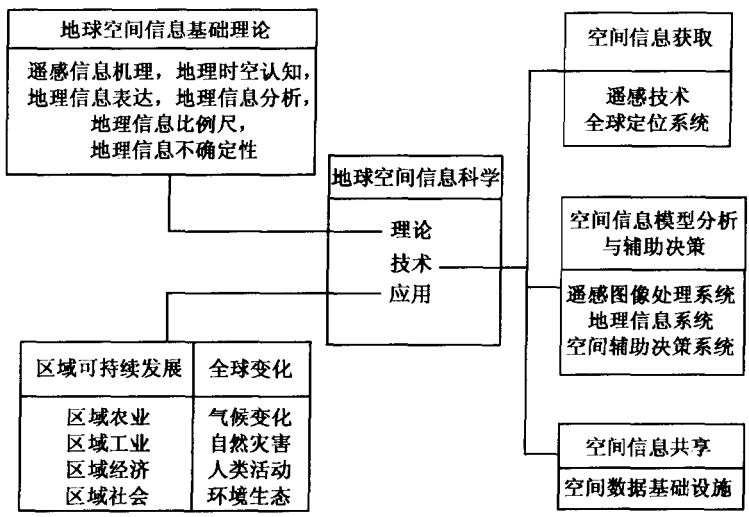 地球空间信息基础理论
遥感信息机理，地理时空认知，
地理信息表达，地理信息分析，
地理信息比例尺，
地理信息不确定性
地球空间信息科学
理论
技术
应用
区域可持续发展
区域农业
区域工业
区域经济
区域社会
全球变化
气候变化
自然灾害
人类活动
环境生态
空间信息获取
遥感技术
全球定位系统
空间信息模型分析
与辅助决策
遥感图像处理系统
地理信息系统
空间辅助决策系统
空间信息共享
空间数据基础设施